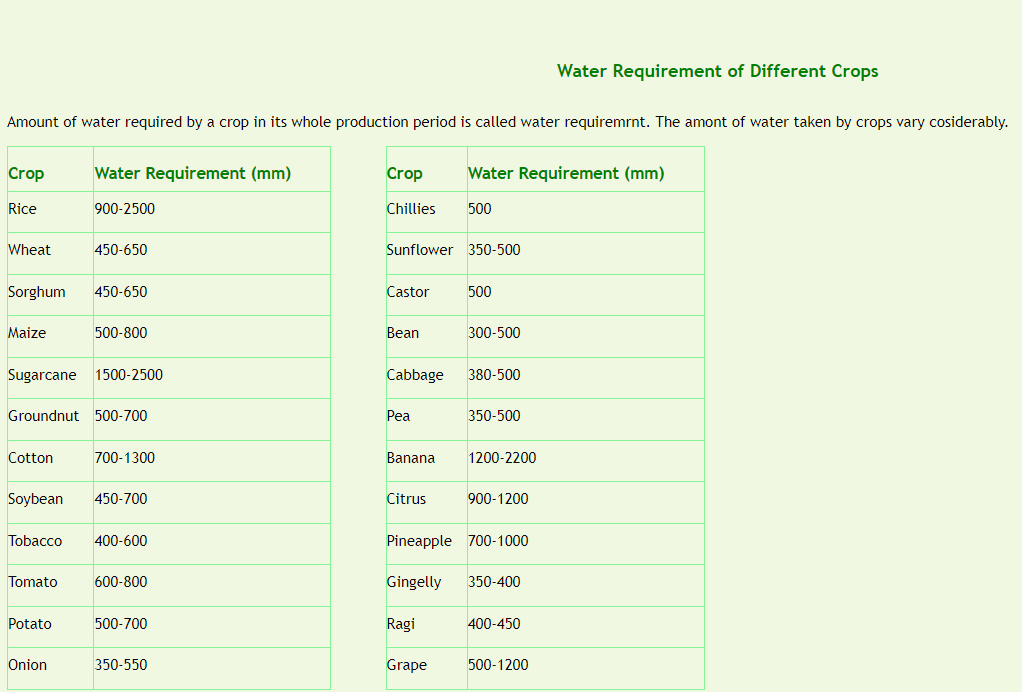 Water Requirement of Different Crops
Amount of water required by a crop in its whole production period is called water requiremrnt. The amont of water taken by crops vary cosiderably.
Crop Water Requirement (mm)
Rice 900-2500
Wheat 450-650
Sorghum 450-650
Maize 500-800
Sugarcane 1500-2500
Groundnut 500-700
Cotton 700-1300
Soybean 450-700
Tobacco 400-600
Tomato 600-800
Potato 500-700
Onion 350-550
Crop Water Requirement (mm)
Chillies 500
Sunflower 350-500
Castor 500
Bean 300-500
Cabbage 380-500
Pea 350-500
Banana 1200-2200
Citrus 900-1200
Pineapple 700-1000
Gingelly 350-400
Ragi 400-450
Grape 500-1200